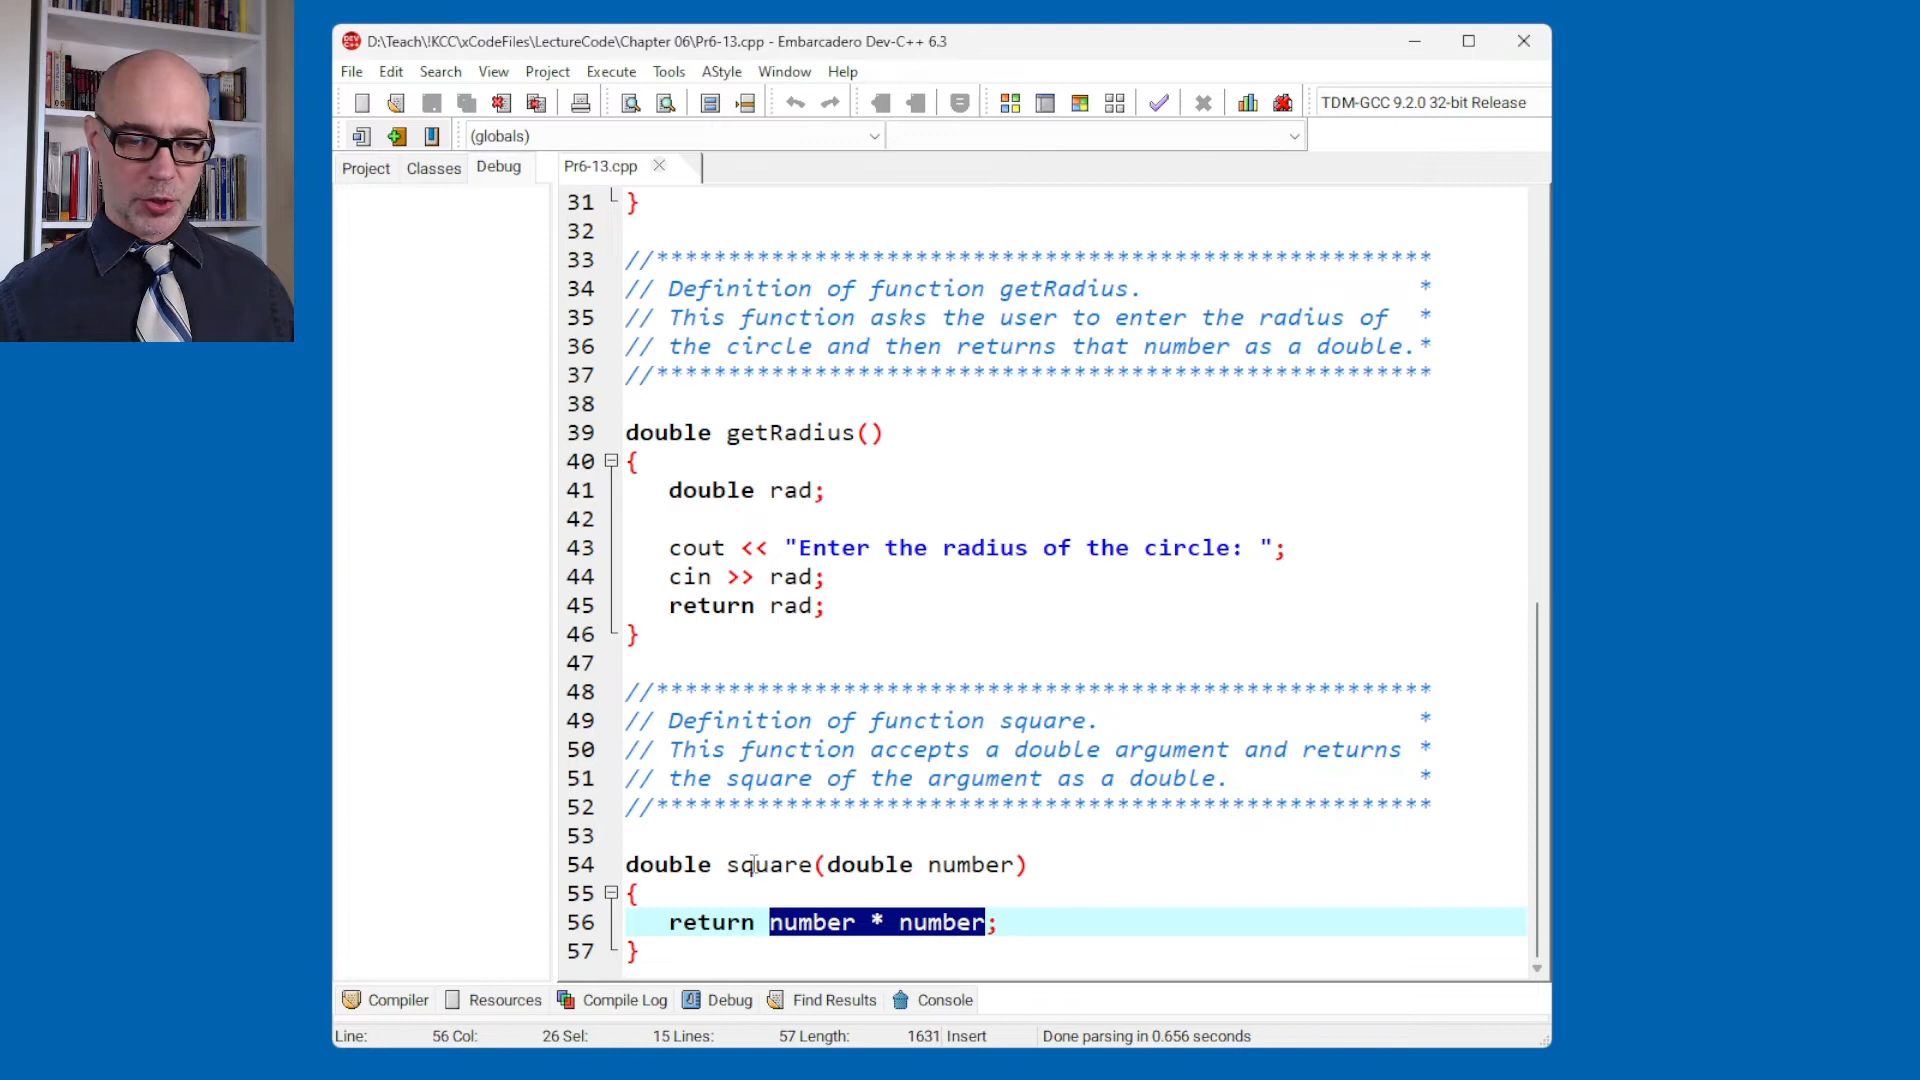 D:\Teach\!KCC\xCodeFiles\LectureCode\Chapter 06\Pr6-13.cpp - Embarcadero Dev-C++ 6.3
File Edit Search View Project Execute Tools AStyle Window Help
TDM-GCC 9.2.0 32-bit Release
(globals)
Project Classes Debug Pr6-13.cpp
31 }
32
33 //******************************************************
34 // Definition of function getRadius. *
35 // This function asks the user to enter the radius of *
36 // the circle and then returns that number as a double.*
37 //******************************************************
38
39 double getRadius()
40 {
41 double rad;
42
43 cout << "Enter the radius of the circle: ";
44 cin >> rad;
45 return rad;
46 }
47
48 //******************************************************
49 // Definition of function square. *
50 // This function accepts a double argument and returns *
51 // the square of the argument as a double. *
52 //******************************************************
53
54 double square(double number)
55 {
56 return number * number;
57 }
Compiler Resources Compile Log Debug Find Results Console
Line: 56 Col: 26 Sel: 15 Lines: 57 Length: 1631 Insert Done parsing in 0.656 seconds